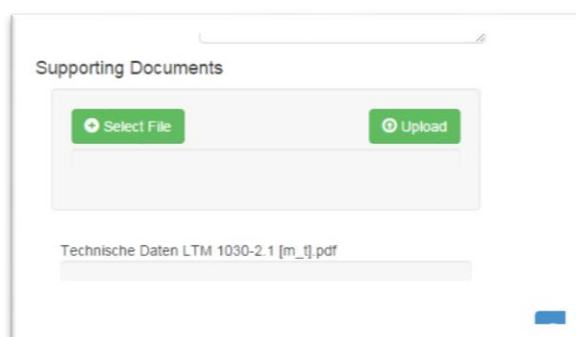 Supporting Documents
Select File
Upload
Technische Daten LTM 1030-2.1 [m_t].pdf